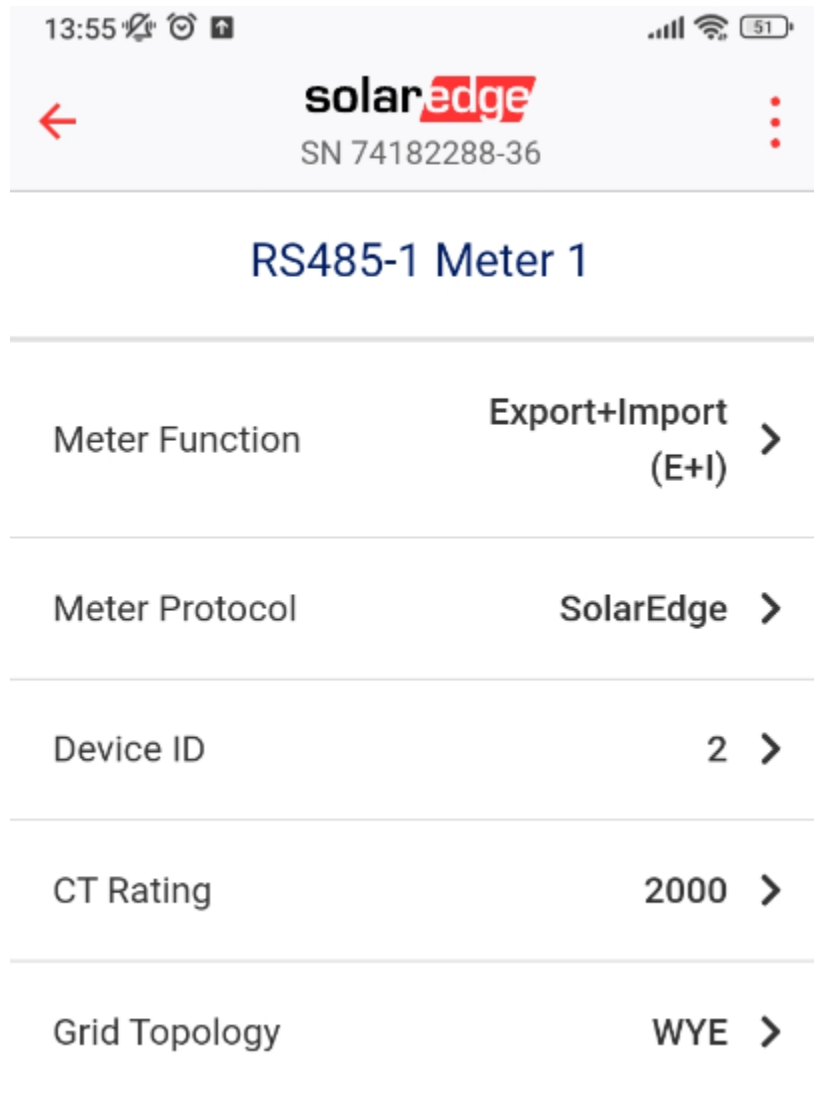 13:55
51
solaredge
SN 74182288-36
RS485-1 Meter 1
Meter Function
Export+Import
(E+I)
Meter Protocol
SolarEdge
Device ID
2
CT Rating
2000
Grid Topology
WYE